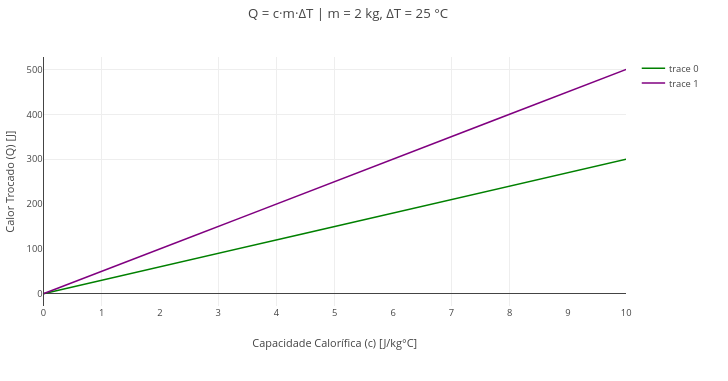 Q = c·m·ΔT | m = 2 kg, ΔT = 25 °C
trace 0
trace 1
Calor Trocado (Q) [J]
500
400
300
200
100
0
0 1 2 3 4 5 6 7 8 9 10
Capacidade Calorífica (c) [J/kg°C]